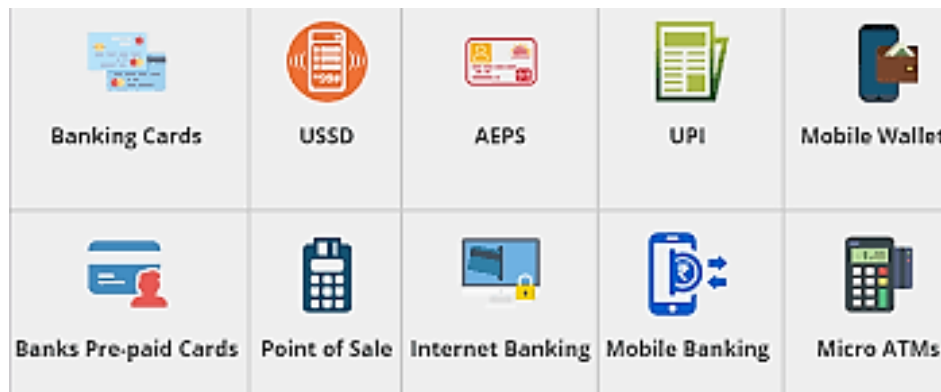 *99#
Banking Cards
USSD
AEPS
UPI
Mobile Wallet
Banks Pre-paid Cards
Point of Sale
Internet Banking
Mobile Banking
Micro ATMs